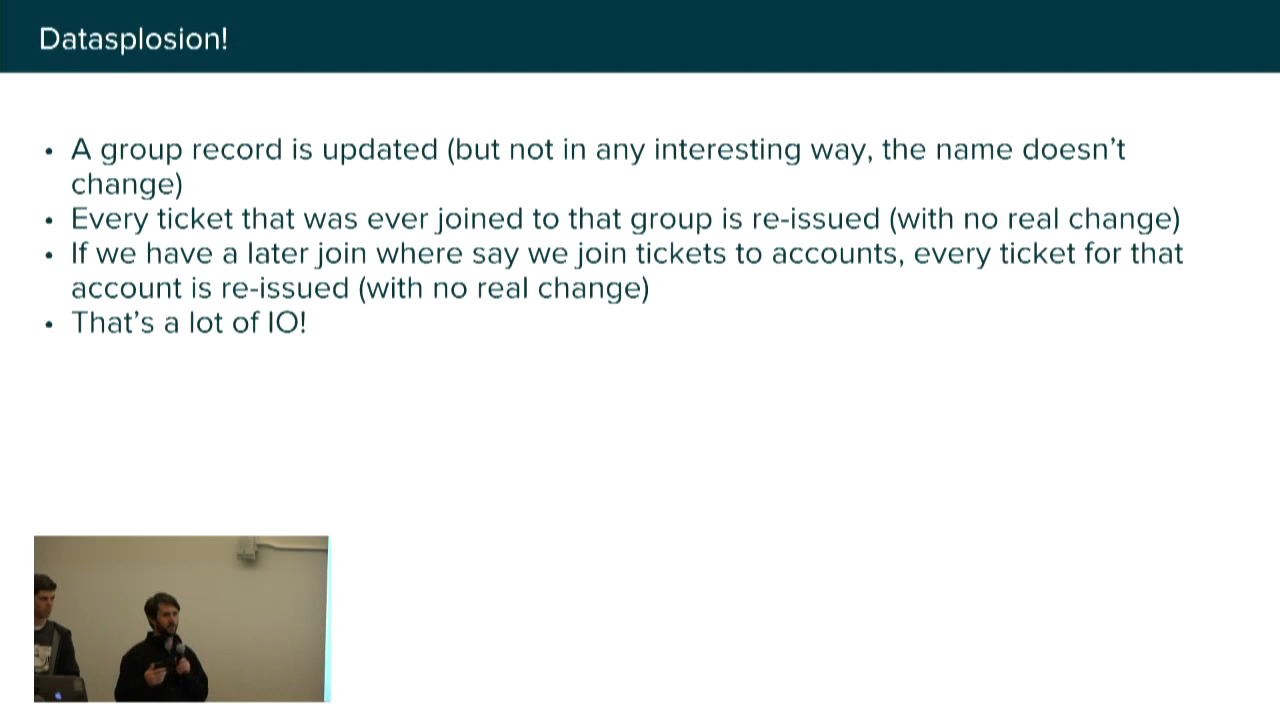 Datasplosion!
• A group record is updated (but not in any interesting way, the name doesn't
change)
• Every ticket that was ever joined to that group is re-issued (with no real change)
• If we have a later join where say we join tickets to accounts, every ticket for that
account is re-issued (with no real change)
• That's a lot of IO!